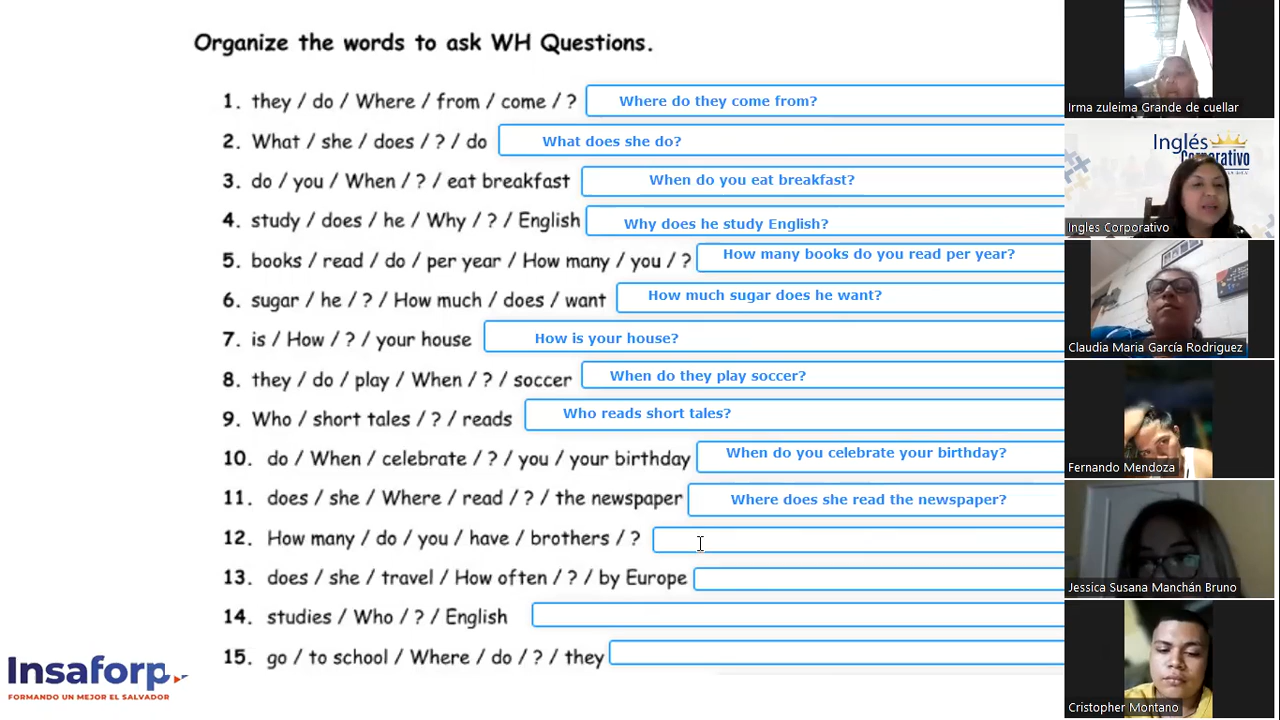 Organize the words to ask WH Questions.
1. they / do / Where / from / come / ? Where do they come from?
2. What / she / does / ? / do What does she do?
3. do / you / When / ? / eat breakfast When do you eat breakfast?
4. study / does / he / Why / ? / English Why does he study English?
5. books / read / do / per year / How many / you / ? How many books do you read per year?
6. sugar / he / ? / How much / does / want How much sugar does he want?
7. is / How / ? / your house How is your house?
8. they / do / play / When / ? / soccer When do they play soccer?
9. Who / short tales / ? / reads Who reads short tales?
10. do / When / celebrate / ? / you / your birthday When do you celebrate your birthday?
11. does / she / Where / read / ? / the newspaper Where does she read the newspaper?
12. How many / do / you / have / brothers / ?
13. does / she / travel / How often / ? / by Europe
14. studies / Who / ? / English
15. go / to school / Where / do / ? / they
Insaforp
FORMANDO UN MEJOR EL SALVADOR
Irma zuleima Grande de cuellar
Inglés
Corporativo
Ingles Corporativo
Claudia Maria García Rodriguez
Fernando Mendoza
Jessica Susana Manchán Bruno
Cristopher Montano